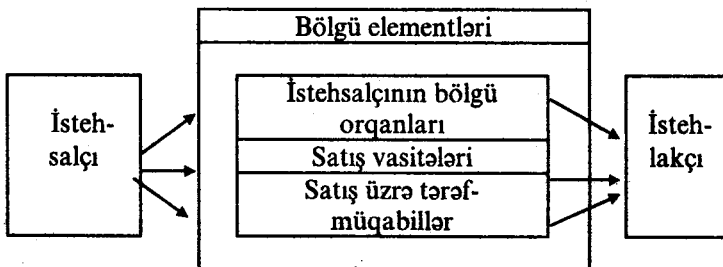 Bölgü elementləri
İsteh-
salçı
İstehsalçının bölgü
orqanları
Satış vasitələri
Satış üzrə tərəf-
müqabillər
İsteh-
lakçı